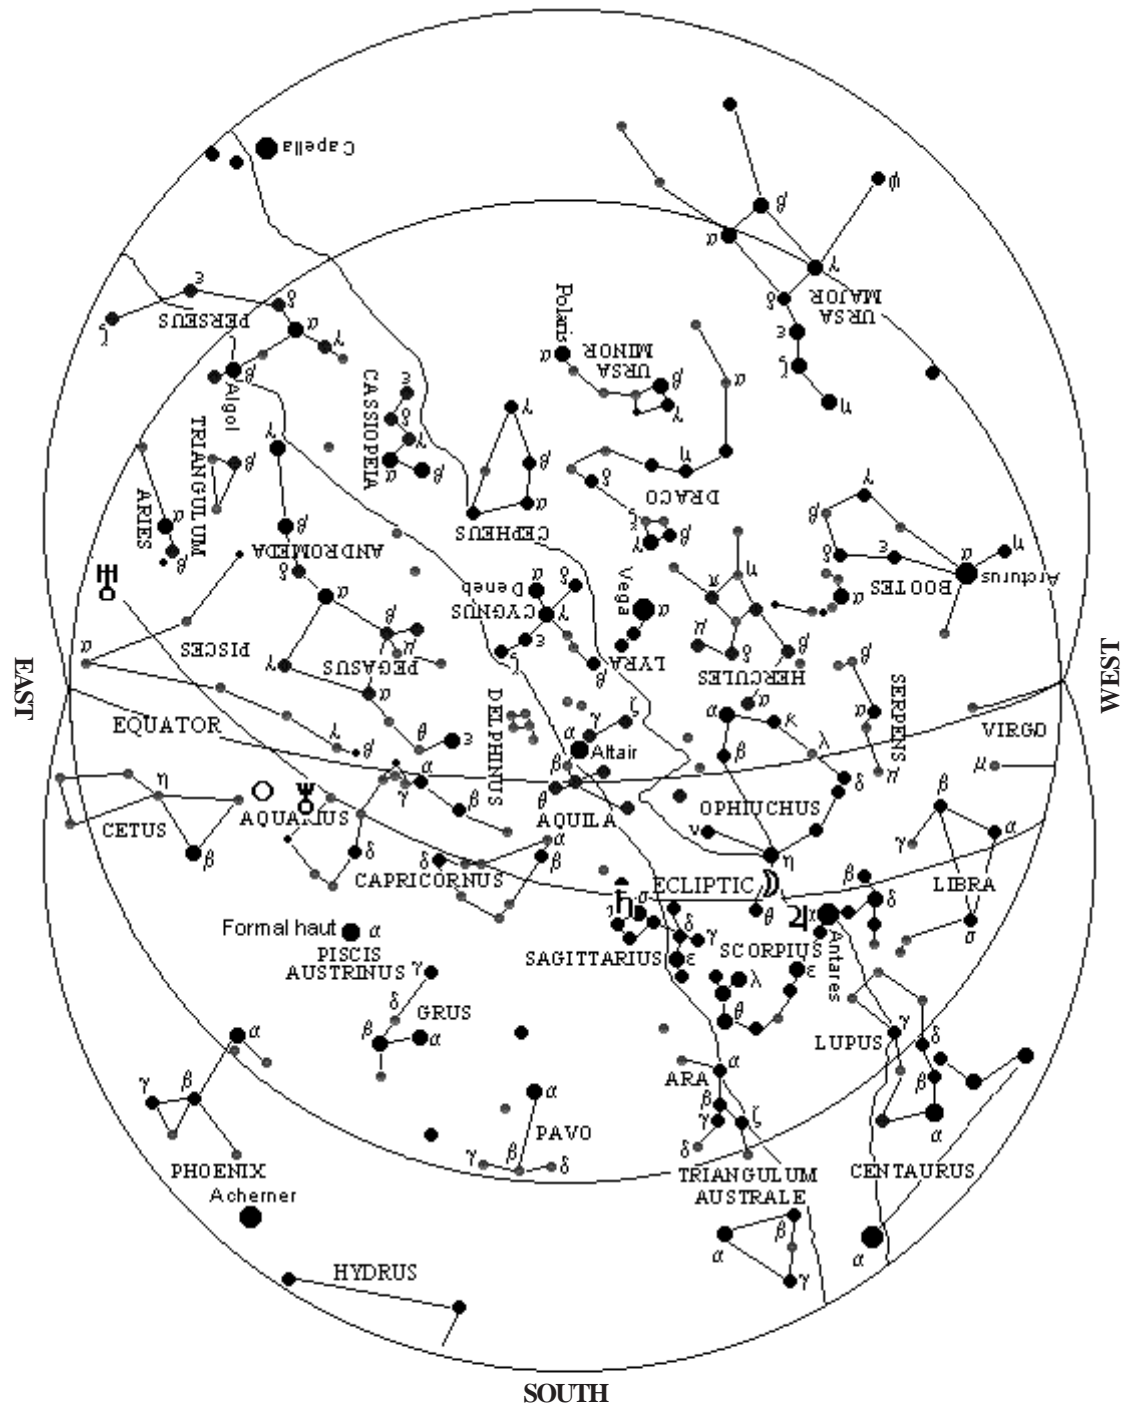 Capella
ψ
β
α
γ
URSA
MAJOR
δ
ε
ζ
η
ε
δ
ζ
PERSEUS
α
γ
β
Algol
Polaris
α
URSA
MINOR
β
γ
CASSIOPEIA
ε
δ
γ
α
β
γ
β
α
CEPHEUS
α
η
δ
DRACO
ξ
β
γ
TRIANGULUM
β
ARIES
α
β
γ
β
ANDROMEDA
δ
α
γ
β
δ
ε
α
η
BOOTES
Arcturus
α
Deneb
α
δ
CYGNUS
γ
ε
ζ
β
Vega
α
LYRA
π
η
μ
δ
β
HERCULES
α
α
PISCES
γ
β
β
μ
PEGASUS
γ
α
θ
ε
EAST
WEST
EQUATOR
DELPHINUS
ζ
γ
α
Attair
β
θ
AQUILA
α
κ
β
λ
δ
OPHIUCHUS
ν
η
θ
SERPENS
β
α
μ
VIRGO
μ
η
CETUS
β
AQUARIUS
α
γ
β
δ
δ
CAPRICORNUS
α
β
ECLIPTIC
β
α
γ
LIBRA
σ
Formal haut
α
PISCIS
AUSTRINUS
σ
δ
γ
ε
SAGITTARIUS
β
δ
α
SCORPIUS
Antares
ε
λ
θ
γ
δ
GRUS
β
α
LUPUS
γ
δ
β
α
α
β
γ
PHOENIX
Acherner
α
PAVO
γ
β
δ
ARA
α
β
γ
ζ
δ
TRIANGULUM
AUSTRALE
β
α
γ
CENTAURUS
α
HYDRUS
SOUTH